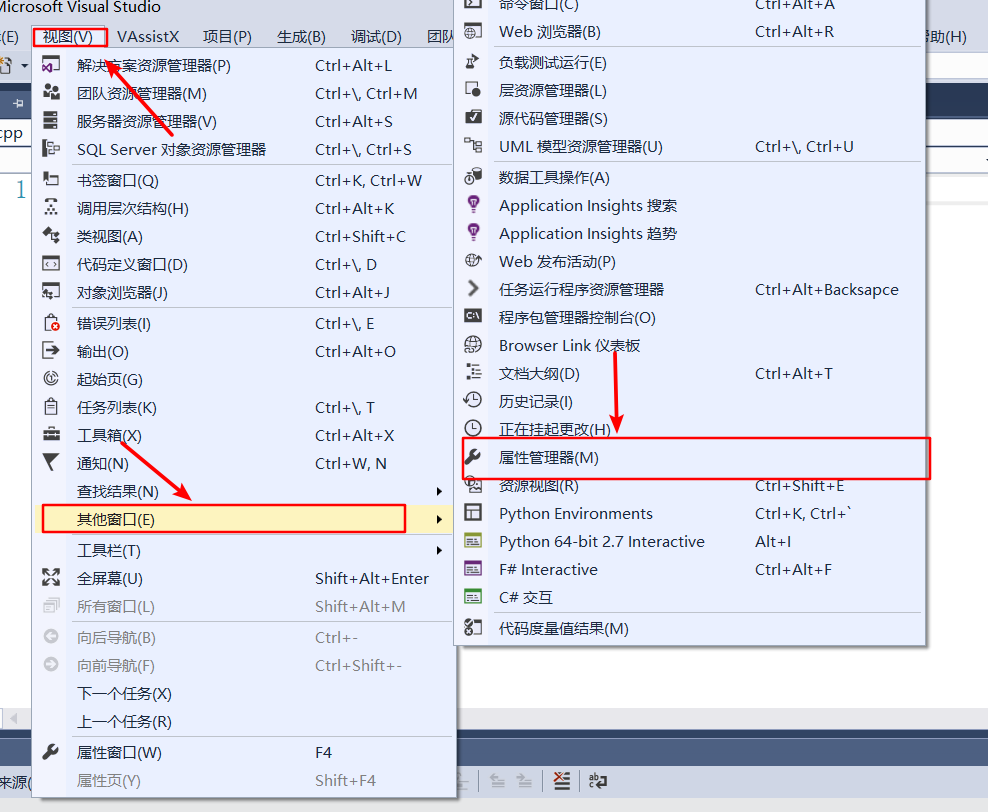 Microsoft Visual Studio
(E) 视图(V) VAssistX 项目(P) 生成(B) 调试(D) 团队 帮助(H)
cpp
1
解决方案资源管理器(P) Ctrl+Alt+L
团队资源管理器(M) Ctrl+\, Ctrl+M
服务器资源管理器(V) Ctrl+Alt+S
SQL Server 对象资源管理器 Ctrl+\, Ctrl+S
书签窗口(Q) Ctrl+K, Ctrl+W
调用层次结构(H) Ctrl+Alt+K
类视图(A) Ctrl+Shift+C
代码定义窗口(D) Ctrl+\, D
对象浏览器(J) Ctrl+Alt+J
错误列表(I) Ctrl+\, E
输出(O) Ctrl+Alt+O
起始页(G)
任务列表(K) Ctrl+\, T
工具箱(X) Ctrl+Alt+X
通知(N) Ctrl+W, N
查找结果(N)
其他窗口(E)
工具栏(T)
全屏幕(U) Shift+Alt+Enter
所有窗口(L) Shift+Alt+M
向后导航(B) Ctrl+-
向前导航(F) Ctrl+Shift+-
下一个任务(X)
上一个任务(R)
属性窗口(W) F4
属性页(Y) Shift+F4
来源(
命令窗口(C) Ctrl+Alt+A
Web 浏览器(B) Ctrl+Alt+R
负载测试运行(E)
层资源管理器(L)
源代码管理器(S)
UML 模型资源管理器(U) Ctrl+\, Ctrl+U
数据工具操作(A)
Application Insights 搜索
Application Insights 趋势
Web 发布活动(P)
任务运行程序资源管理器 Ctrl+Alt+Backsapce
程序包管理器控制台(O)
Browser Link 仪表板
文档大纲(D) Ctrl+Alt+T
历史记录(I)
正在挂起更改(H)
属性管理器(M)
资源视图(R) Ctrl+Shift+E
Python Environments Ctrl+K, Ctrl+`
Python 64-bit 2.7 Interactive Alt+I
F# Interactive Ctrl+Alt+F
C# 交互
代码度量值结果(M)